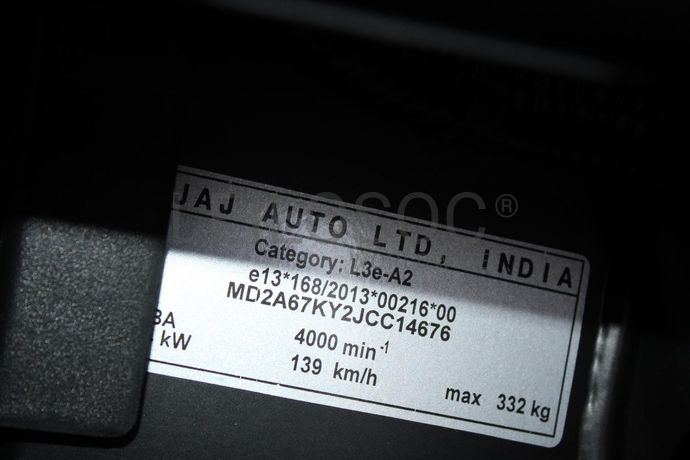 JAJ AUTO LTD, INDIA
Category: L3e-A2
e13*168/2013*00216*00
MD2A67KY2JCC14676
4000 min-1
kW 139 km/h
max 332 kg